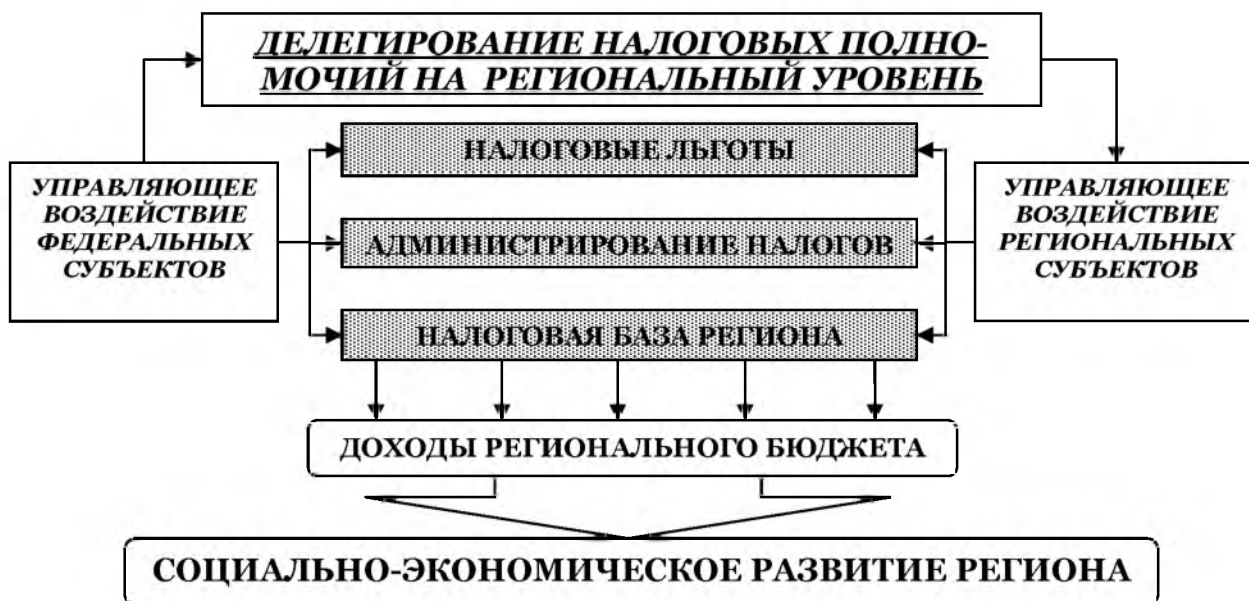 ДЕЛЕГИРОВАНИЕ НАЛОГОВЫХ ПОЛНО-
МОЧИЙ НА РЕГИОНАЛЬНЫЙ УРОВЕНЬ
УПРАВЛЯЮЩЕЕ
ВОЗДЕЙСТВИЕ
ФЕДЕРАЛЬНЫХ
СУБЪЕКТОВ
НАЛОГОВЫЕ ЛЬГОТЫ
АДМИНИСТРИРОВАНИЕ НАЛОГОВ
НАЛОГОВАЯ БАЗА РЕГИОНА
УПРАВЛЯЮЩЕЕ
ВОЗДЕЙСТВИЕ
РЕГИОНАЛЬНЫХ
СУБЪЕКТОВ
ДОХОДЫ РЕГИОНАЛЬНОГО БЮДЖЕТА
СОЦИАЛЬНО-ЭКОНОМИЧЕСКОЕ РАЗВИТИЕ РЕГИОНА